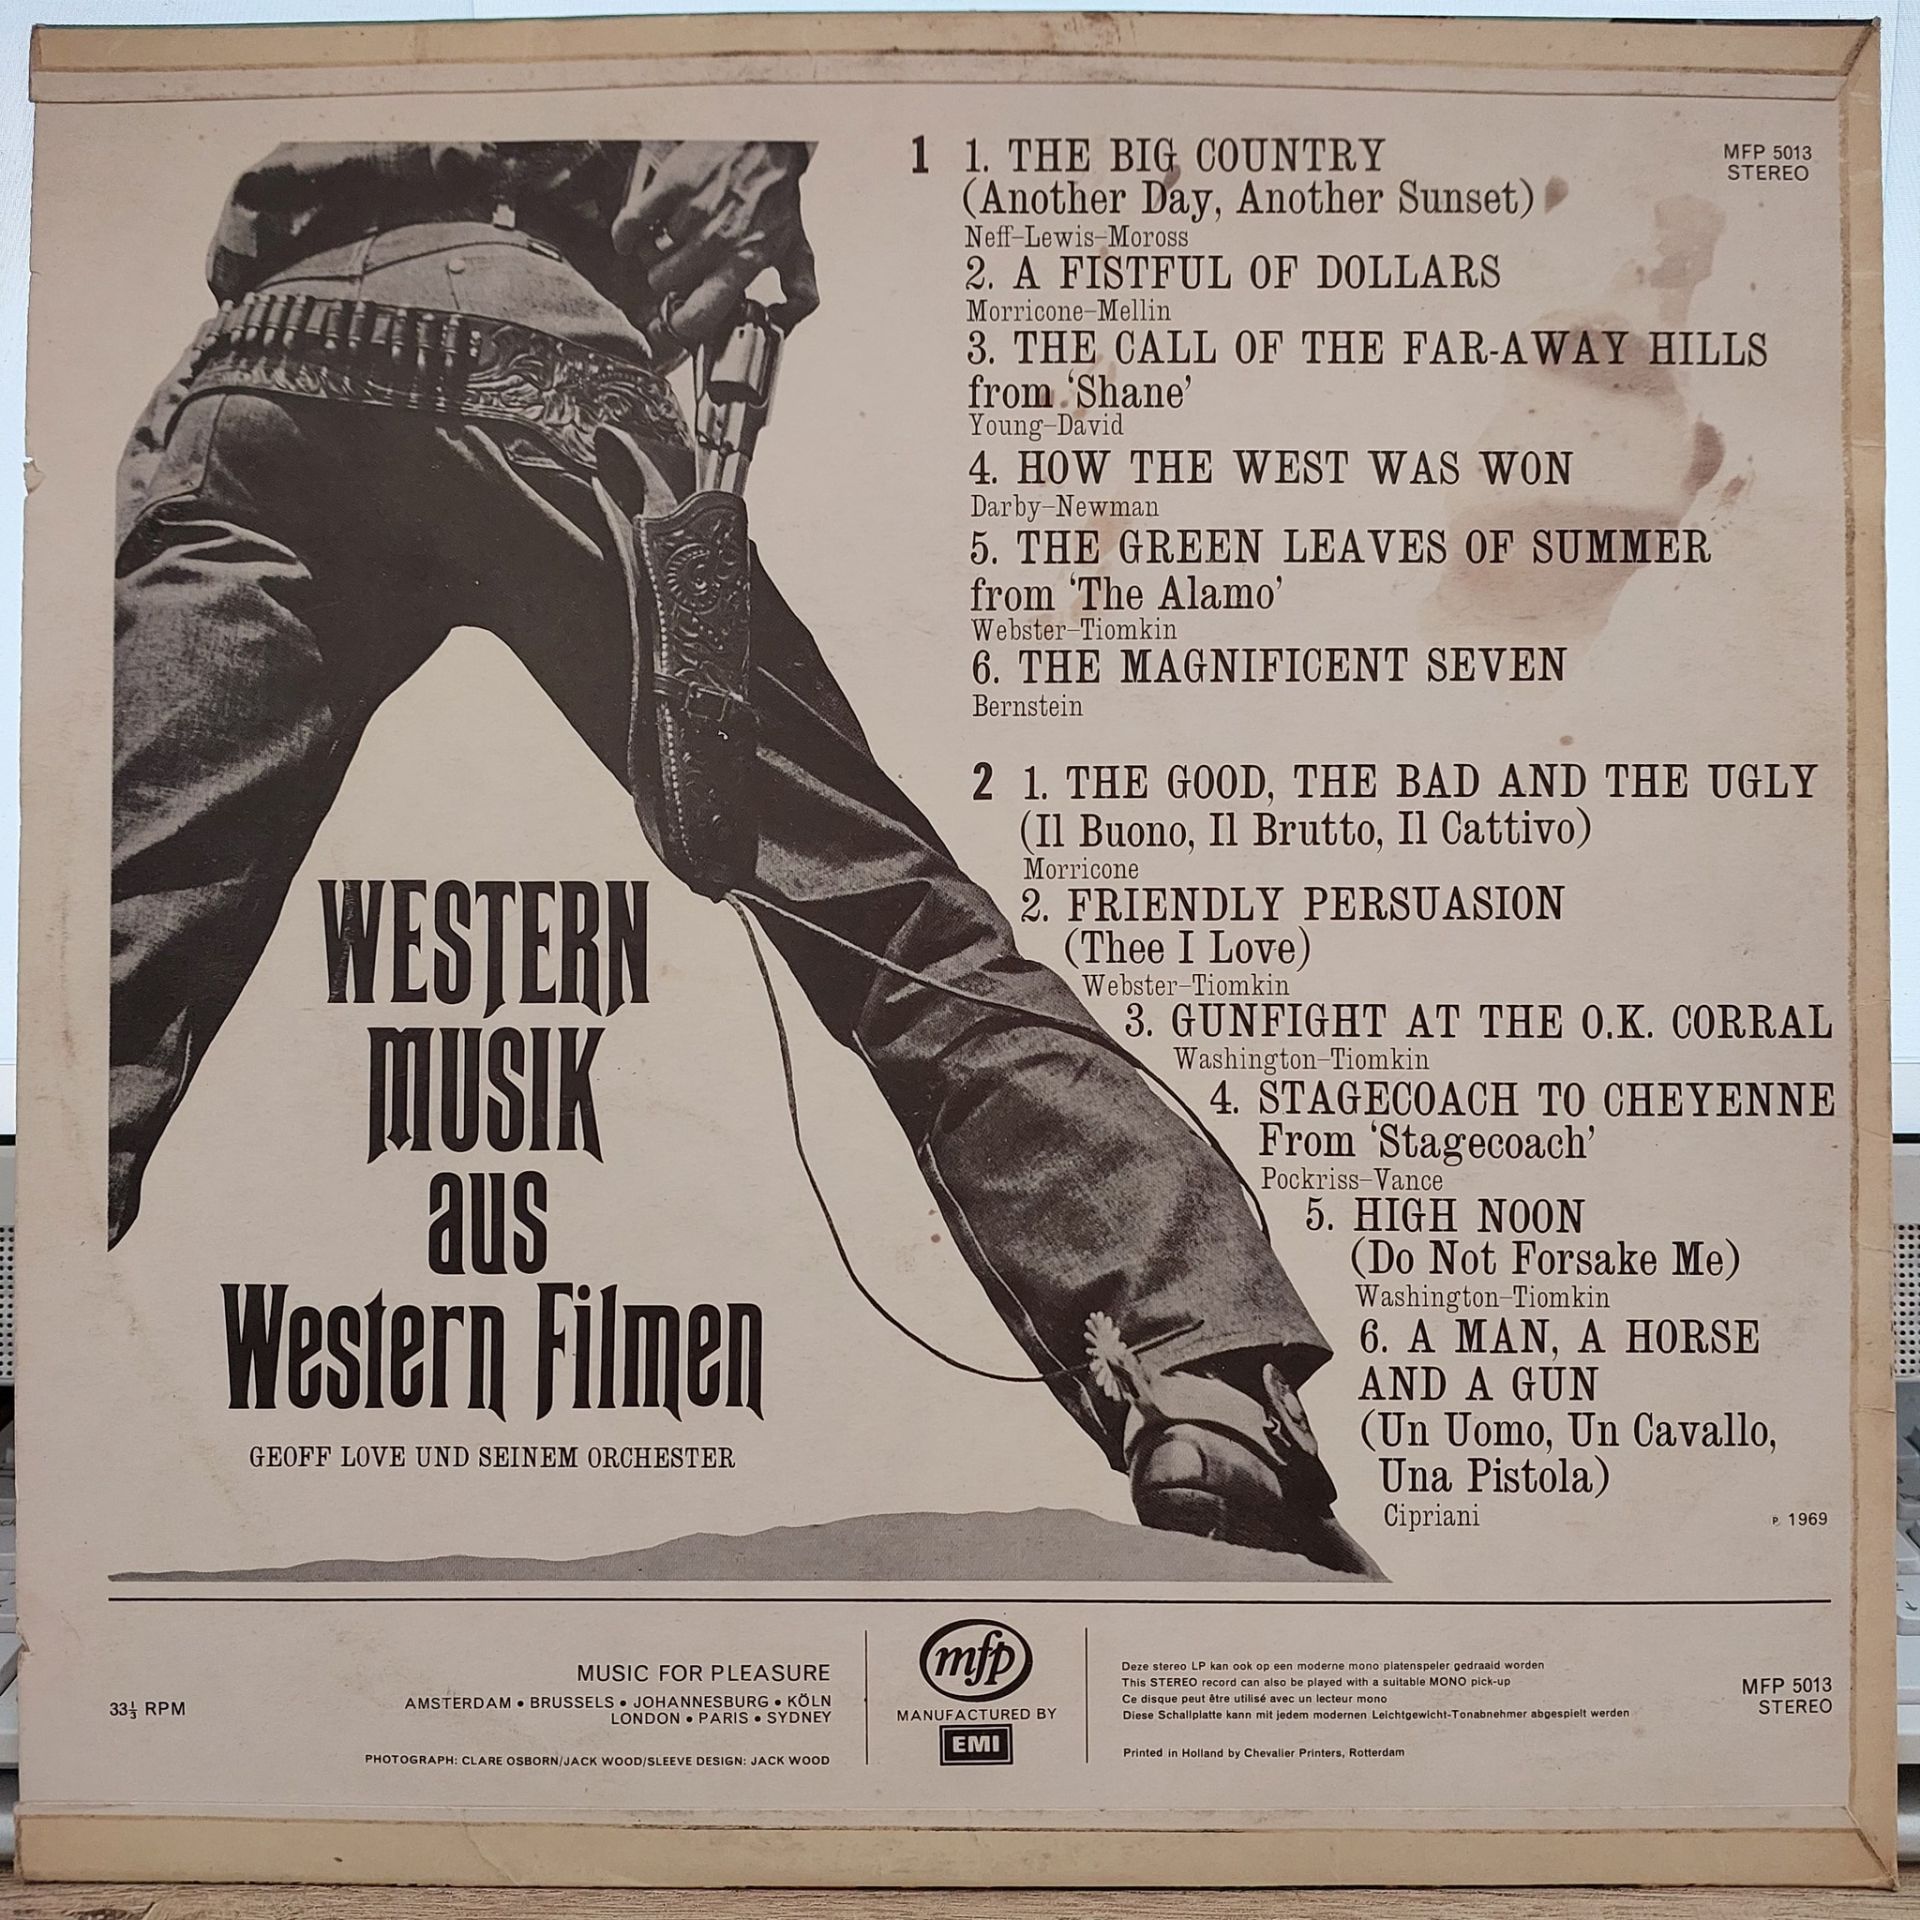 1 1. THE BIG COUNTRY
(Another Day, Another Sunset)
Neff–Lewis–Moross
2. A FISTFUL OF DOLLARS
Morricone–Mellin
3. THE CALL OF THE FAR-AWAY HILLS
from ‘Shane’
Young–David
4. HOW THE WEST WAS WON
Darby–Newman
5. THE GREEN LEAVES OF SUMMER
from ‘The Alamo’
Webster–Tiomkin
6. THE MAGNIFICENT SEVEN
Bernstein
MFP 5013
STEREO
2 1. THE GOOD, THE BAD AND THE UGLY
(Il Buono, Il Brutto, Il Cattivo)
Morricone
2. FRIENDLY PERSUASION
(Thee I Love)
Webster–Tiomkin
3. GUNFIGHT AT THE O.K. CORRAL
Washington–Tiomkin
4. STAGECOACH TO CHEYENNE
From ‘Stagecoach’
Pockriss–Vance
5. HIGH NOON
(Do Not Forsake Me)
Washington–Tiomkin
6. A MAN, A HORSE
AND A GUN
(Un Uomo, Un Cavallo,
Una Pistola)
Cipriani
P. 1969
WESTERN
MUSIK
aus
Western Filmen
GEOFF LOVE UND SEINEM ORCHESTER
33⅓ RPM
MUSIC FOR PLEASURE
AMSTERDAM • BRUSSELS • JOHANNESBURG • KÖLN
LONDON • PARIS • SYDNEY
PHOTOGRAPH: CLARE OSBORN/JACK WOOD/SLEEVE DESIGN: JACK WOOD
mfp
MANUFACTURED BY
EMI
Deze stereo LP kan ook op een moderne mono platenspeler gedraaid worden
This STEREO record can also be played with a suitable MONO pick-up
Ce disque peut être utilisé avec un lecteur mono
Diese Schallplatte kann mit jedem modernen Leichtgewicht-Tonabnehmer abgespielt werden
Printed in Holland by Chevalier Printers, Rotterdam
MFP 5013
STEREO